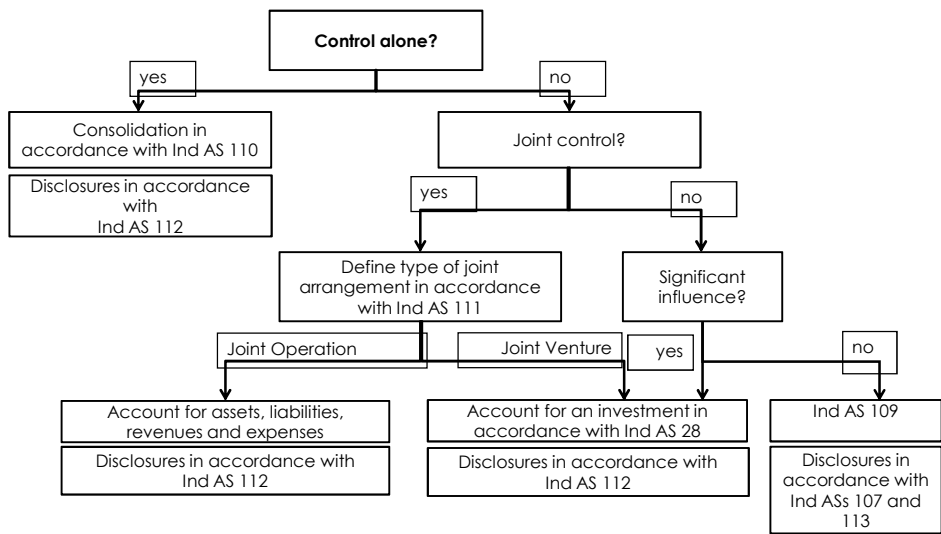 Control alone?
yes
no
Consolidation in
accordance with Ind AS 110
Joint control?
Disclosures in accordance
with
Ind AS 112
yes
no
Define type of joint
arrangement in accordance
with Ind AS 111
Significant
influence?
Joint Operation
Joint Venture
yes
no
Account for assets, liabilities,
revenues and expenses
Account for an investment in
accordance with Ind AS 28
Ind AS 109
Disclosures in accordance with
Ind AS 112
Disclosures in accordance with
Ind AS 112
Disclosures in
accordance with
Ind ASs 107 and
113